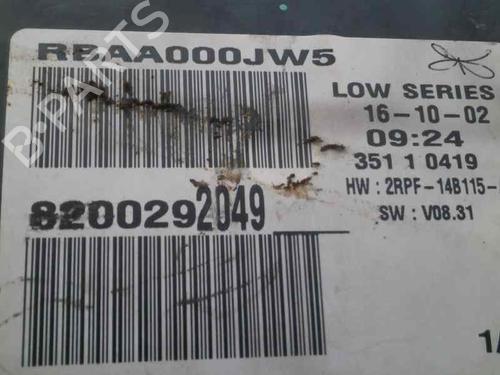 RBAA000JW5
LOW SERIES
16-10-02
09:24
351 1 0419
HW : 2RPF-14B115-
SW : V08.31
8200292049
B-PARTS